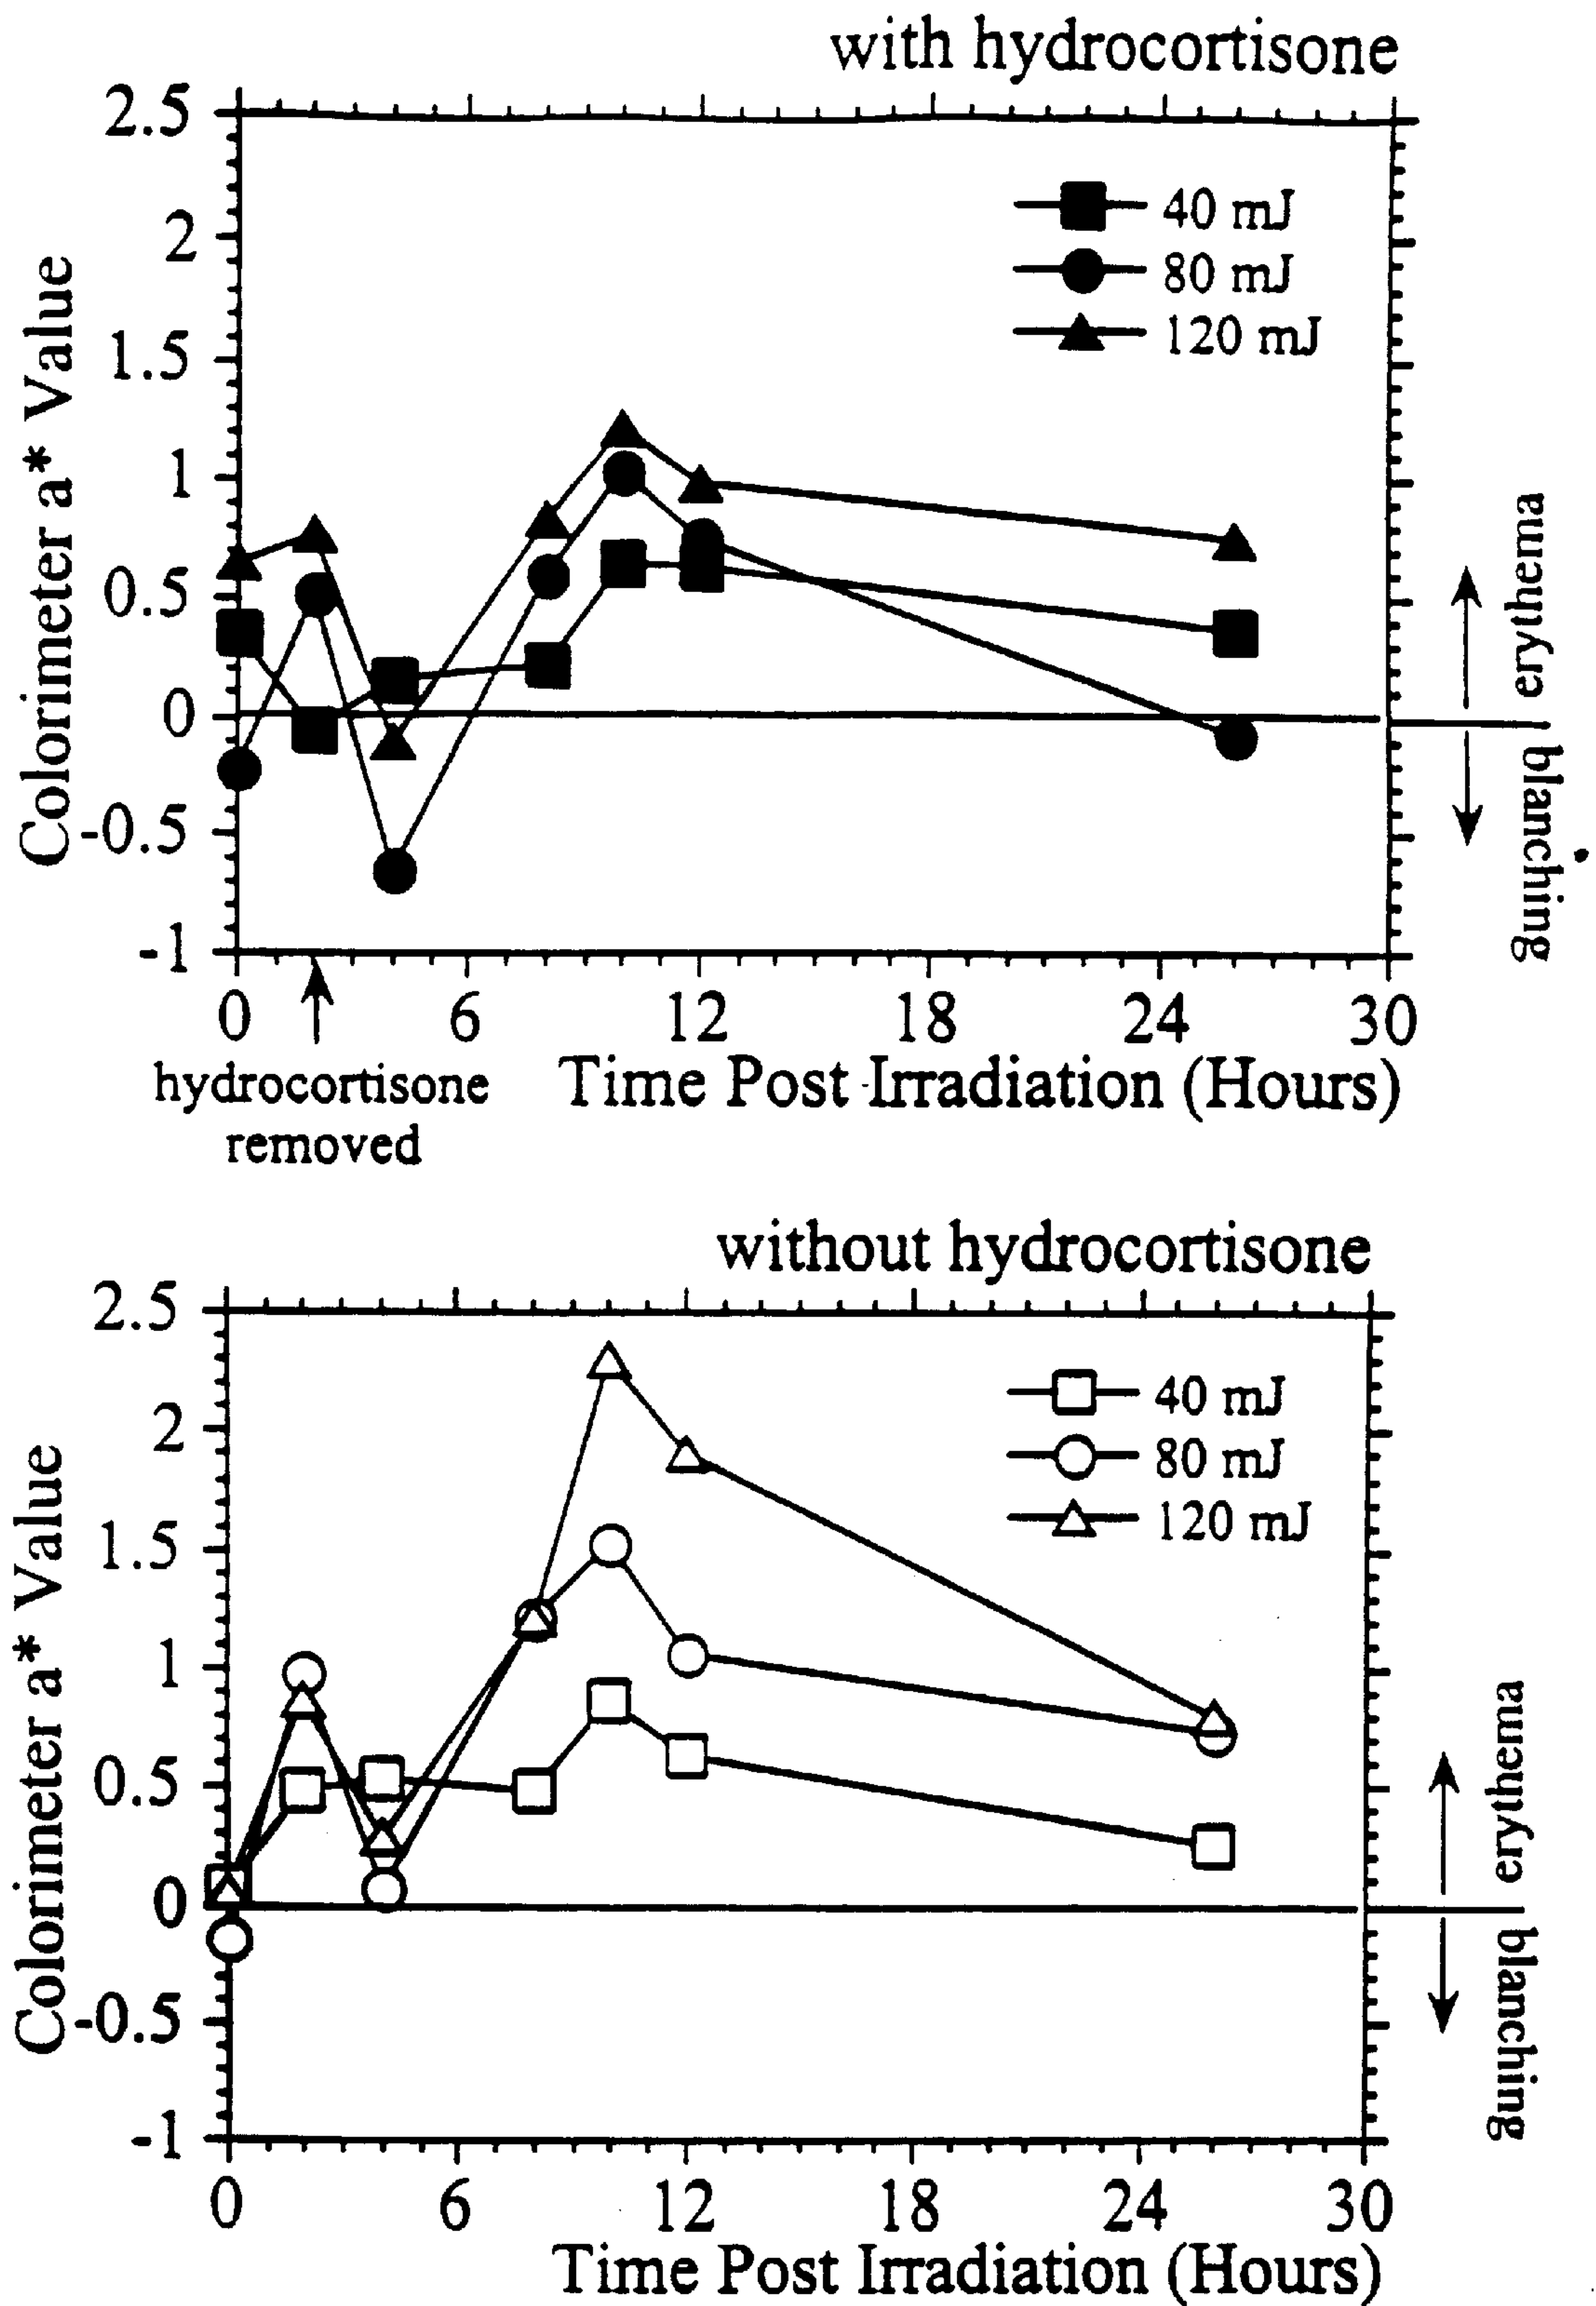 with hydrocortisone
2.5
2
1.5
1
0.5
0
-0.5
-1
Colorimeter a* Value
40 mJ
80 mJ
120 mJ
erythema
blanching
0 6 12 18 24 30
hydrocortisone
removed
Time Post Irradiation (Hours)
without hydrocortisone
2.5
2
1.5
1
0.5
0
-0.5
-1
Colorimeter a* Value
40 mJ
80 mJ
120 mJ
erythema
blanching
0 6 12 18 24 30
Time Post Irradiation (Hours)